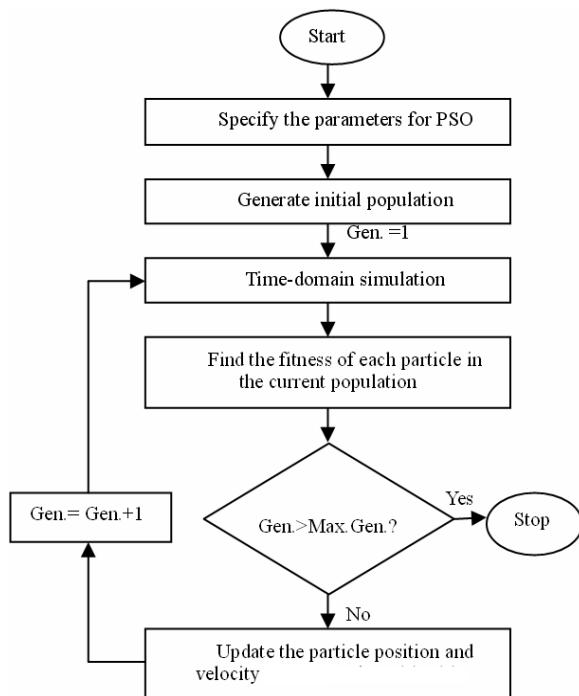 Start
Specify the parameters for PSO
Generate initial population
Gen. =1
Time-domain simulation
Find the fitness of each particle in
the current population
Gen.>Max.Gen.?
Yes
Stop
No
Update the particle position and
velocity
Gen.= Gen.+1